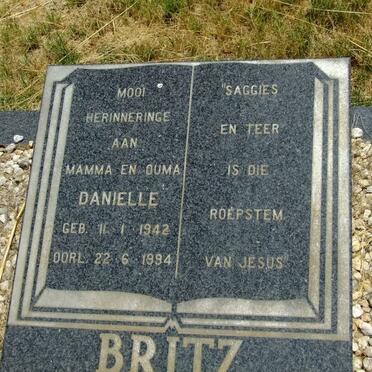 MOOI
HERINNERINGE
AAN
MAMMA EN OUMA
DANIELLE
GEB. 11. 1. 1942
OORL. 22. 6. 1994
"SAGGIES
EN TEER
IS DIE
ROEPSTEM
VAN JESUS"
BRITZ